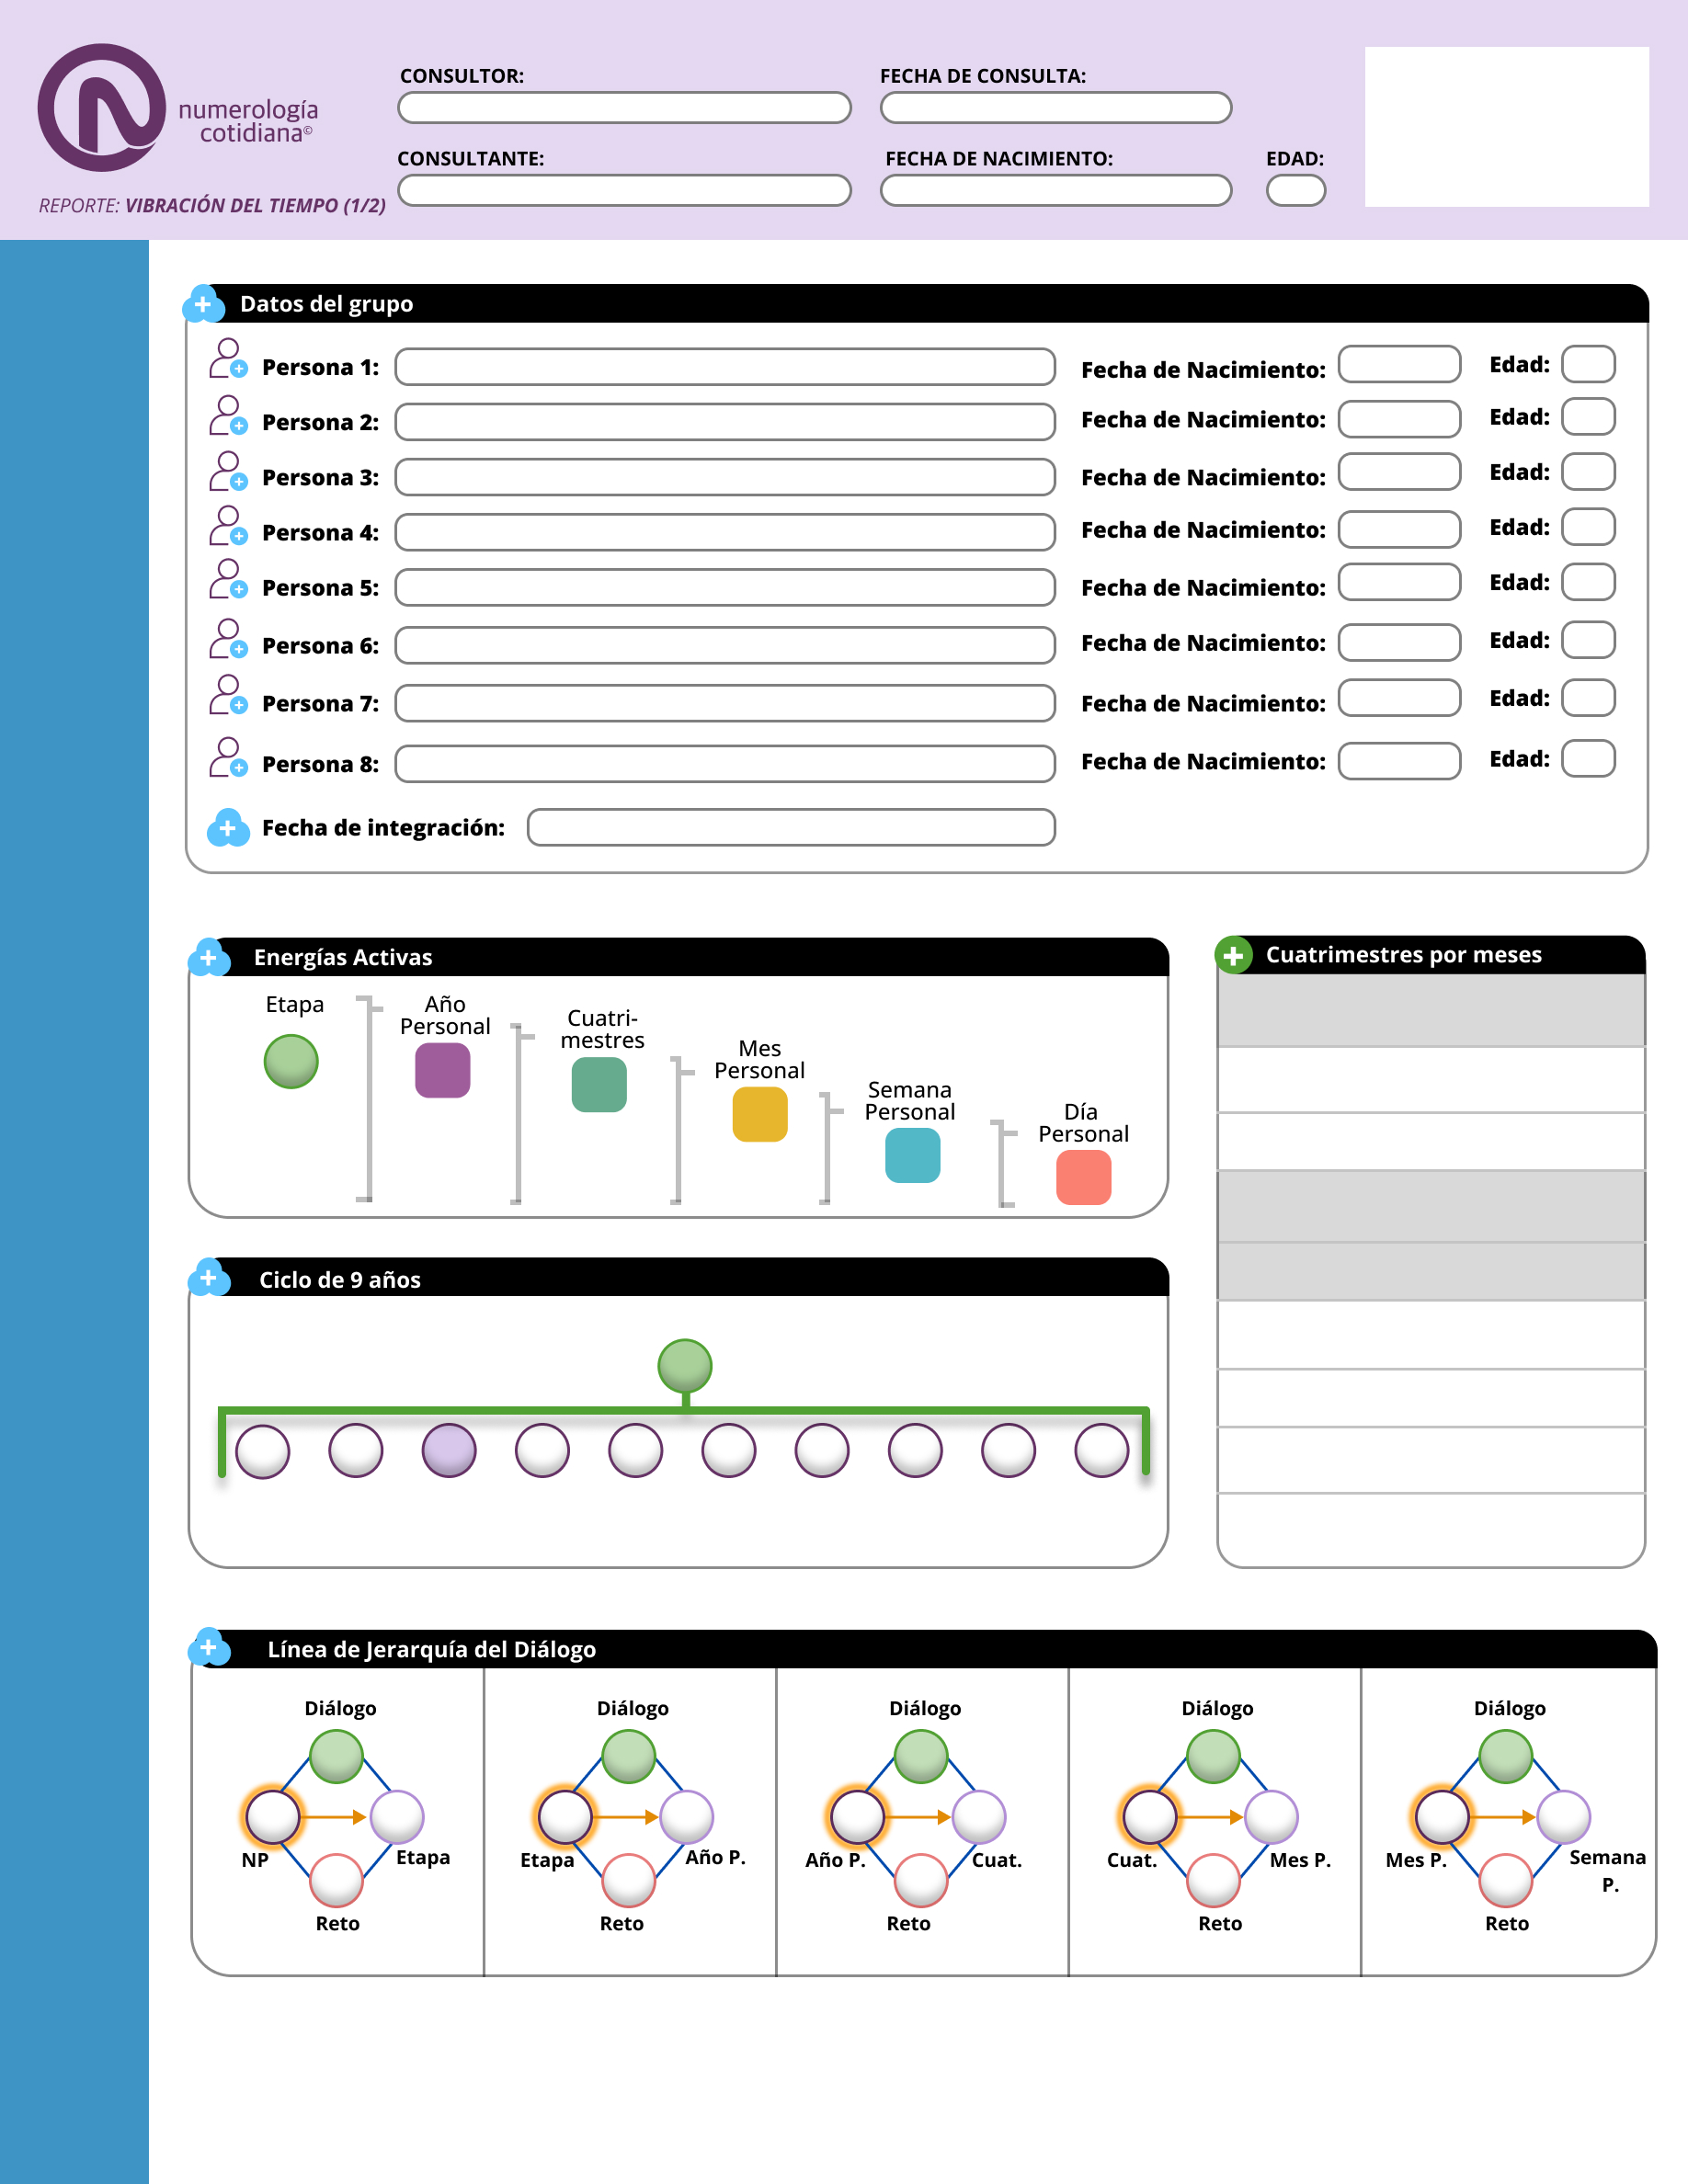 numerología
cotidiana©
REPORTE: VIBRACIÓN DEL TIEMPO (1/2)
CONSULTOR:
FECHA DE CONSULTA:
CONSULTANTE:
FECHA DE NACIMIENTO:
EDAD:
Datos del grupo
Persona 1: Fecha de Nacimiento: Edad:
Persona 2: Fecha de Nacimiento: Edad:
Persona 3: Fecha de Nacimiento: Edad:
Persona 4: Fecha de Nacimiento: Edad:
Persona 5: Fecha de Nacimiento: Edad:
Persona 6: Fecha de Nacimiento: Edad:
Persona 7: Fecha de Nacimiento: Edad:
Persona 8: Fecha de Nacimiento: Edad:
Fecha de integración:
Energías Activas
Etapa
Año
Personal
Cuatri-
mestres
Mes
Personal
Semana
Personal
Día
Personal
Cuatrimestres por meses
Ciclo de 9 años
Línea de Jerarquía del Diálogo
Diálogo
NP
Etapa
Reto
Diálogo
Etapa
Año P.
Reto
Diálogo
Año P.
Cuat.
Reto
Diálogo
Cuat.
Mes P.
Reto
Diálogo
Mes P.
Semana
P.
Reto